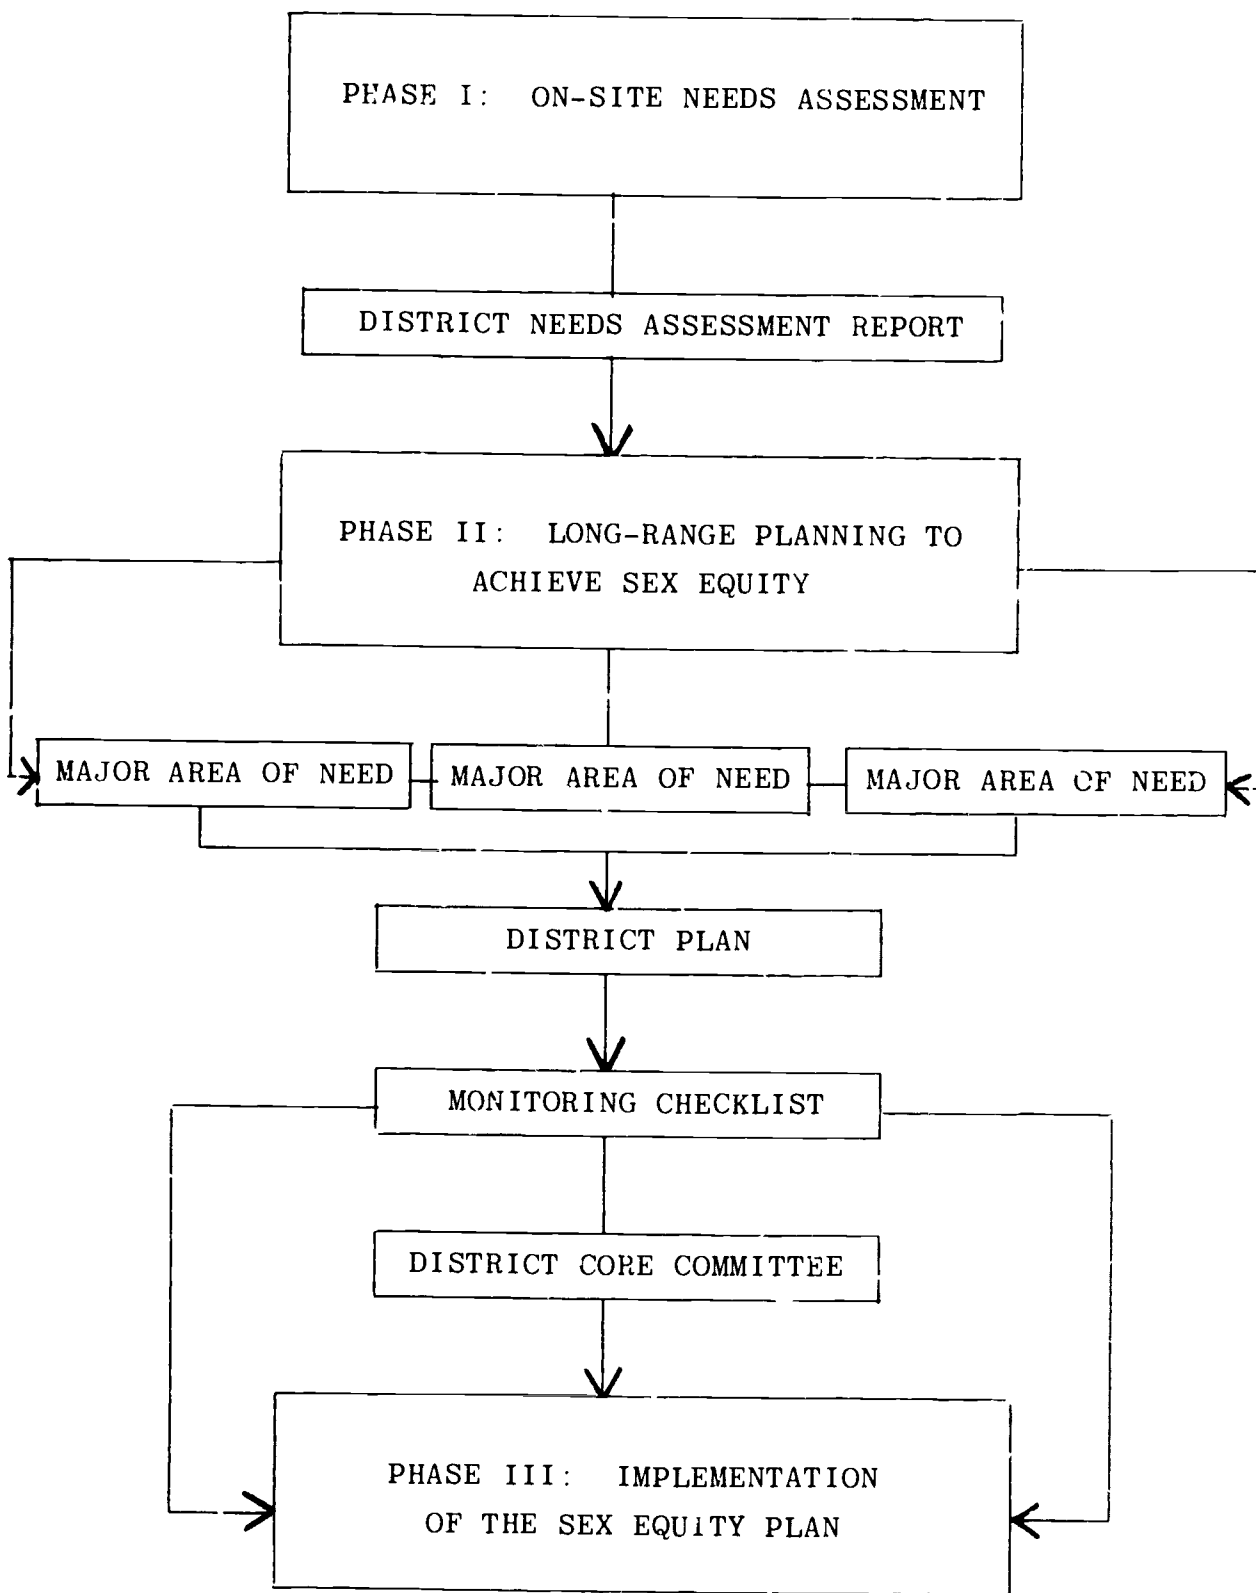 PHASE I: ON-SITE NEEDS ASSESSMENT
DISTRICT NEEDS ASSESSMENT REPORT
PHASE II: LONG-RANGE PLANNING TO
ACHIEVE SEX EQUITY
MAJOR AREA OF NEED
MAJOR AREA OF NEED
MAJOR AREA OF NEED
DISTRICT PLAN
MONITORING CHECKLIST
DISTRICT CORE COMMITTEE
PHASE III: IMPLEMENTATION
OF THE SEX EQUITY PLAN